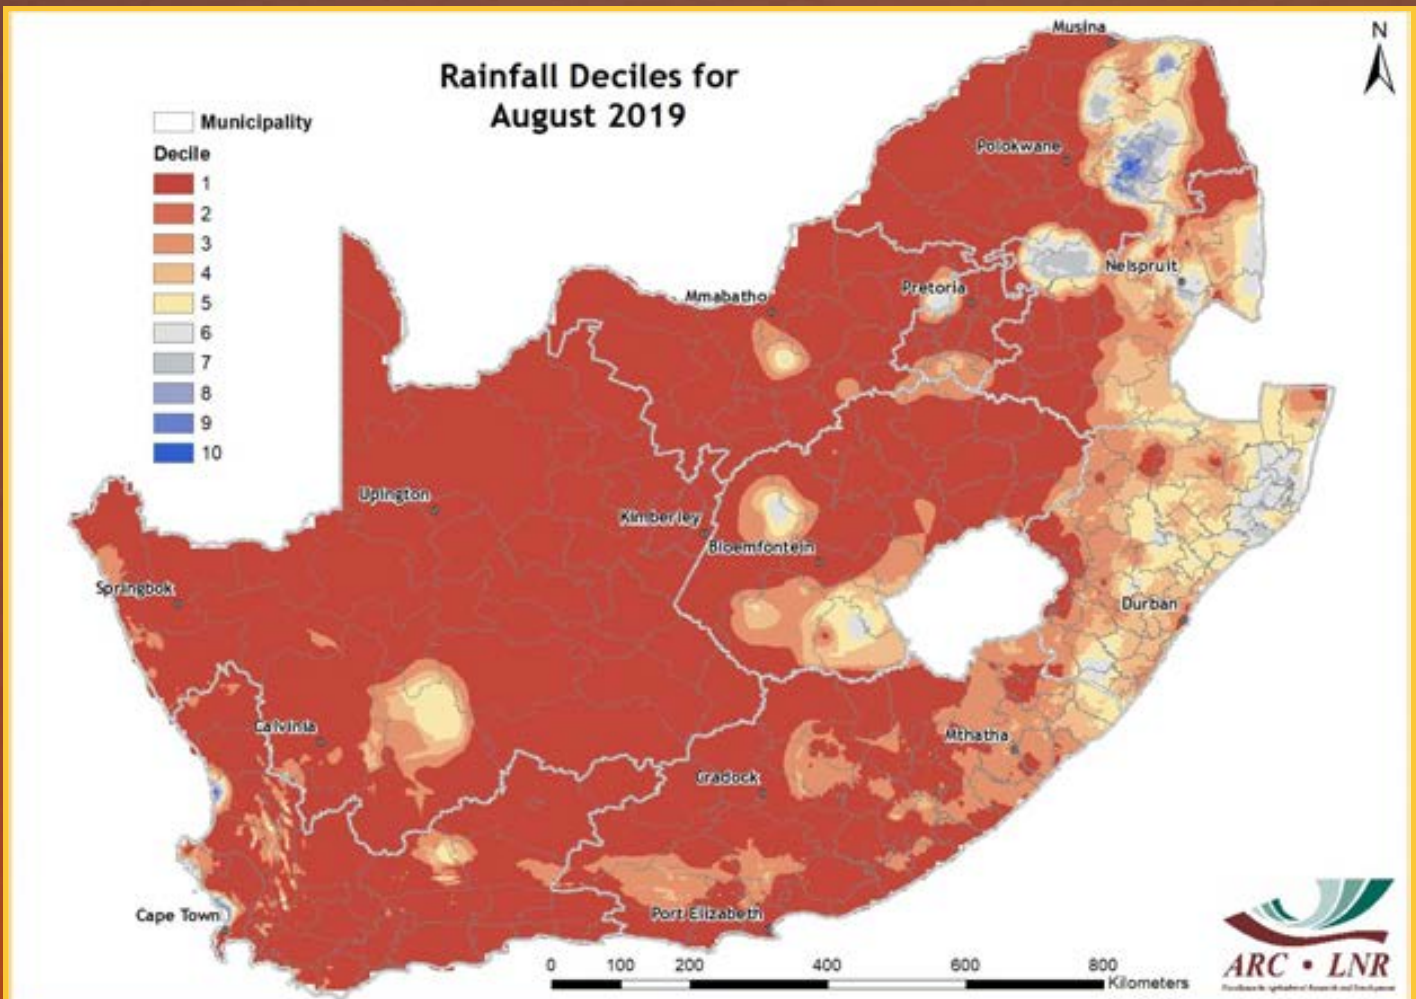 Rainfall Deciles for
August 2019
N
Municipality
Decile
1
2
3
4
5
6
7
8
9
10
Musina
Polokwane
Nelspruit
Pretoria
Mmabatho
Upington
Kimberley
Bloemfontein
Springbok
Durban
Calvinia
Mthatha
Cradock
Cape Town
Port Elizabeth
0 100 200 400 600 800
Kilometers
ARC • LNR